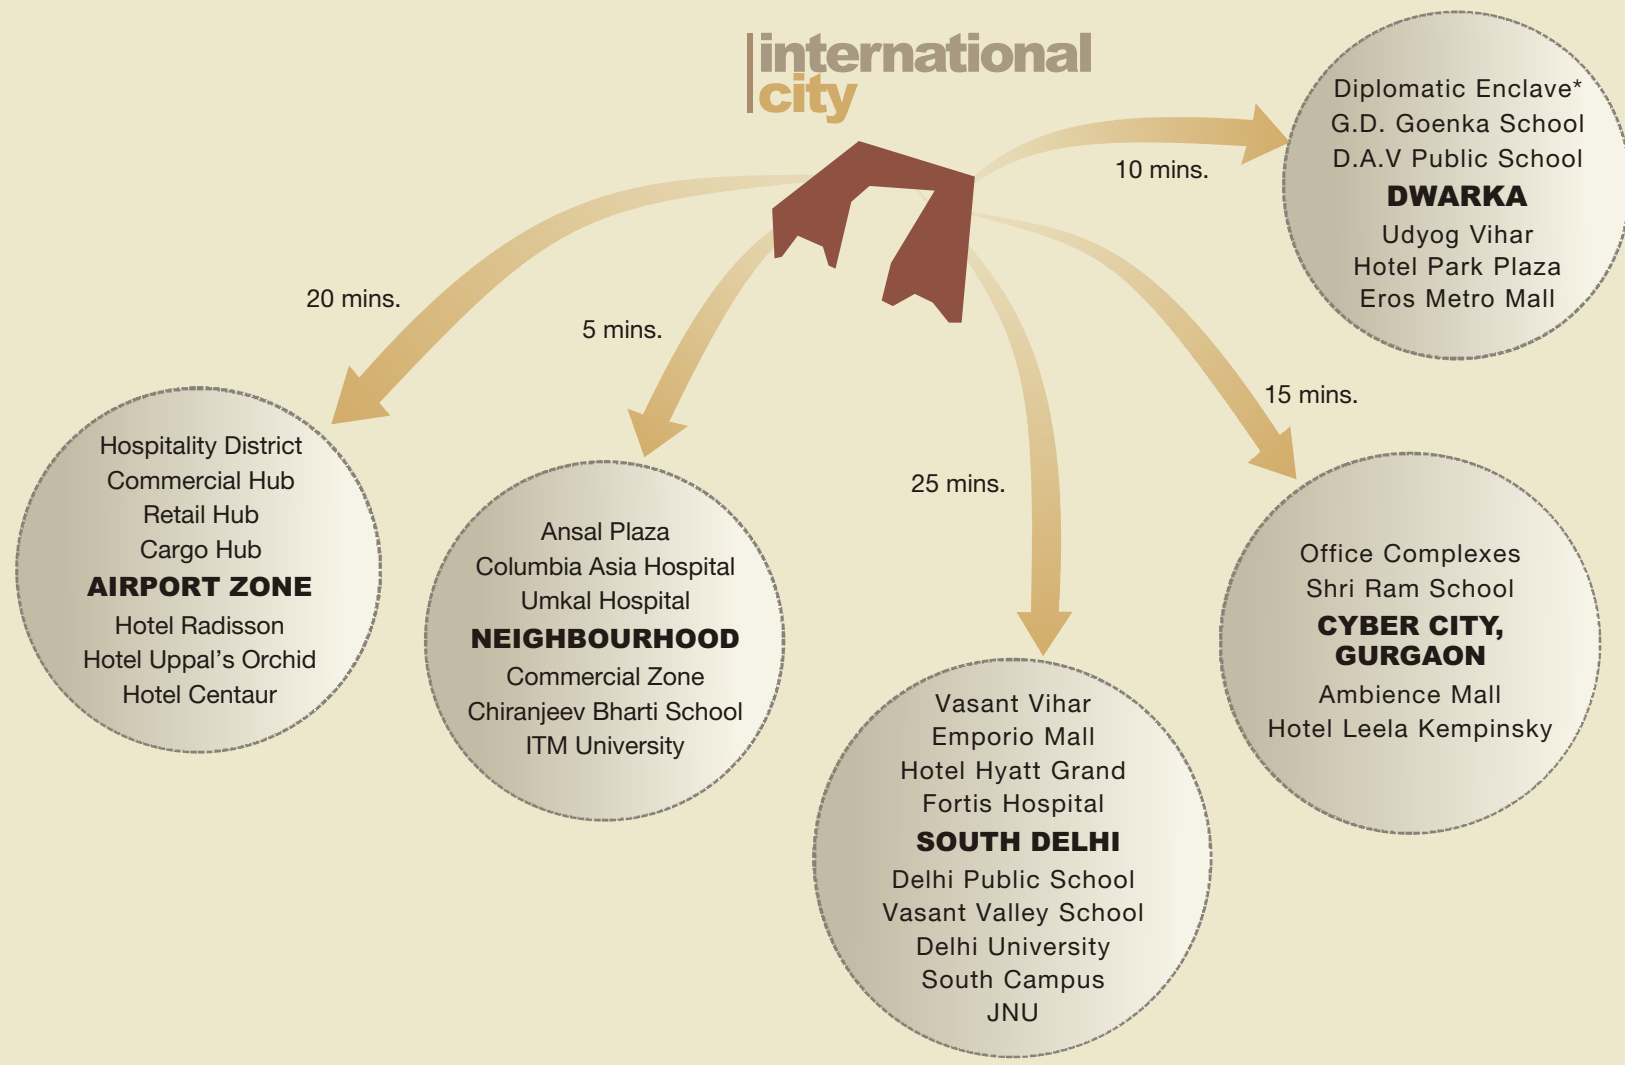 international
city
10 mins.
Diplomatic Enclave*
G.D. Goenka School
D.A.V Public School
DWARKA
Udyog Vihar
Hotel Park Plaza
Eros Metro Mall
20 mins.
5 mins.
25 mins.
15 mins.
Hospitality District
Commercial Hub
Retail Hub
Cargo Hub
AIRPORT ZONE
Hotel Radisson
Hotel Uppal's Orchid
Hotel Centaur
Ansal Plaza
Columbia Asia Hospital
Umkal Hospital
NEIGHBOURHOOD
Commercial Zone
Chiranjeev Bharti School
ITM University
Vasant Vihar
Emporio Mall
Hotel Hyatt Grand
Fortis Hospital
SOUTH DELHI
Delhi Public School
Vasant Valley School
Delhi University
South Campus
JNU
Office Complexes
Shri Ram School
CYBER CITY,
GURGAON
Ambience Mall
Hotel Leela Kempinsky